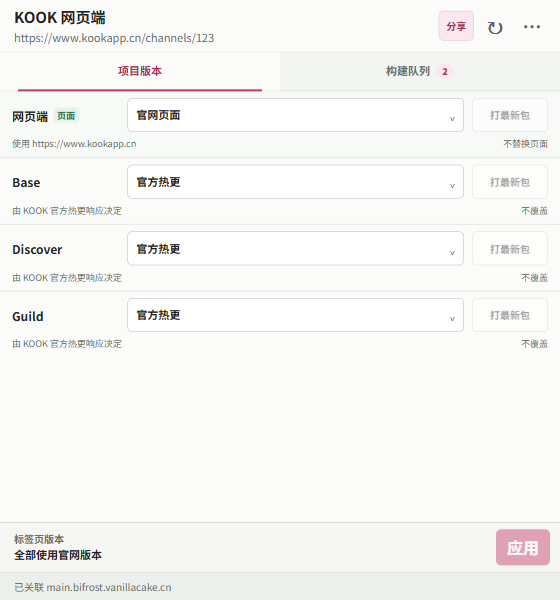 KOOK 网页端
https://www.kookapp.cn/channels/123
分享
项目版本
构建队列 2
网页端 页面
官网页面
打最新包
使用 https://www.kookapp.cn
不替换页面
Base
官方热更
打最新包
由 KOOK 官方热更响应决定
不覆盖
Discover
官方热更
打最新包
由 KOOK 官方热更响应决定
不覆盖
Guild
官方热更
打最新包
由 KOOK 官方热更响应决定
不覆盖
标签页版本
全部使用官网版本
应用
已关联 main.bifrost.vanillacake.cn